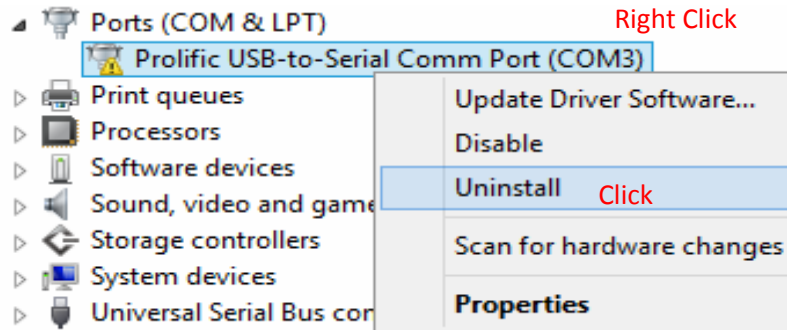 Ports (COM & LPT)
Right Click
Prolific USB-to-Serial Comm Port (COM3)
Print queues
Update Driver Software...
Processors
Disable
Software devices
Uninstall
Click
Sound, video and game
Storage controllers
Scan for hardware changes
System devices
Properties
Universal Serial Bus con